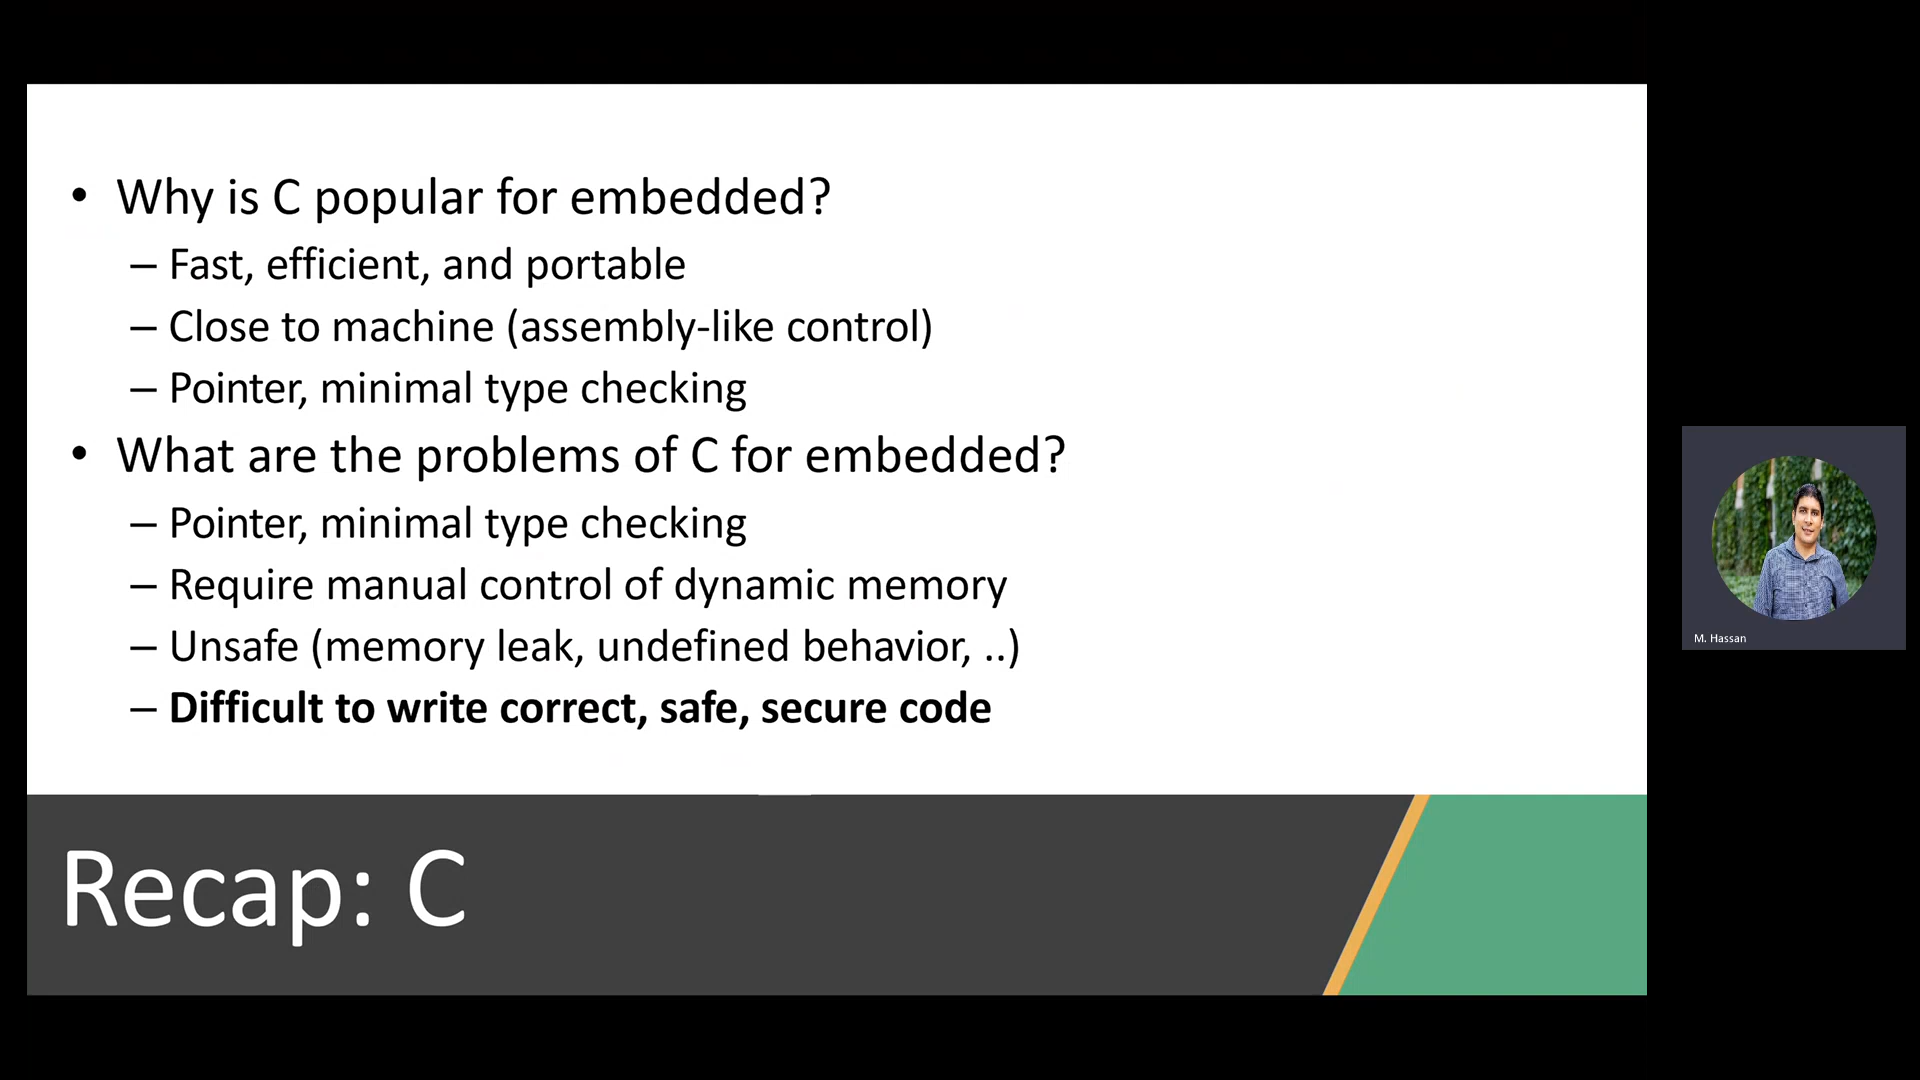 • Why is C popular for embedded?
– Fast, efficient, and portable
– Close to machine (assembly-like control)
– Pointer, minimal type checking
• What are the problems of C for embedded?
– Pointer, minimal type checking
– Require manual control of dynamic memory
– Unsafe (memory leak, undefined behavior, ..)
– Difficult to write correct, safe, secure code
Recap: C
M. Hassan